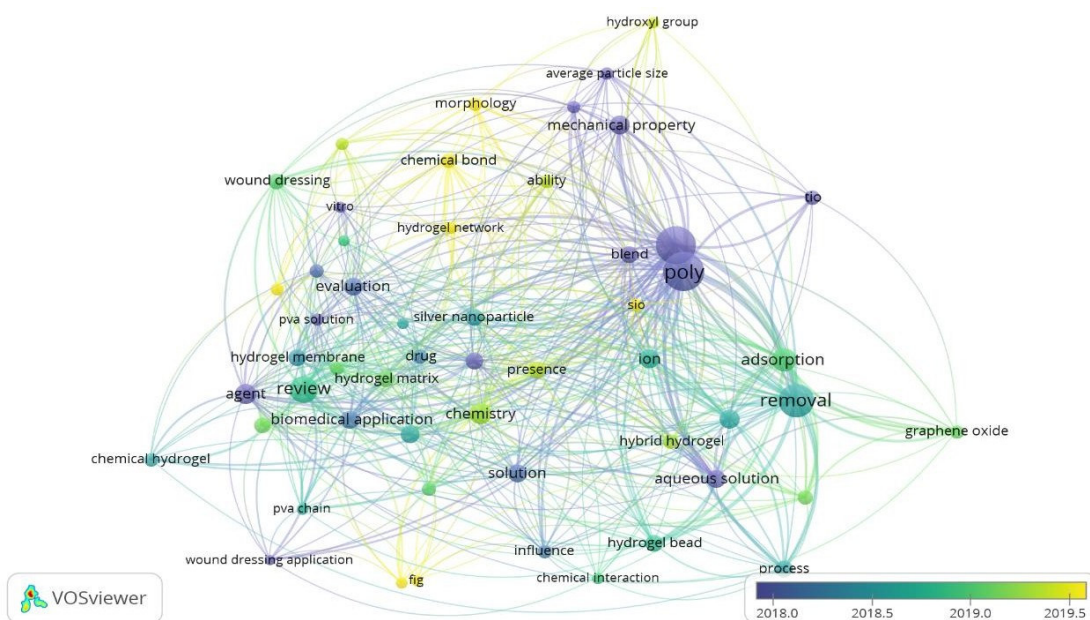 hydroxyl group
average particle size
morphology
mechanical property
chemical bond
wound dressing
ability
vitro
tio
hydrogel network
blend
poly
evaluation
sio
pva solution
silver nanoparticle
hydrogel membrane
drug
ion
adsorption
presence
hydrogel matrix
review
agent
removal
biomedical application
chemistry
graphene oxide
hybrid hydrogel
chemical hydrogel
solution
aqueous solution
pva chain
hydrogel bead
influence
wound dressing application
process
chemical interaction
fig
VOSviewer
2018.0 2018.5 2019.0 2019.5